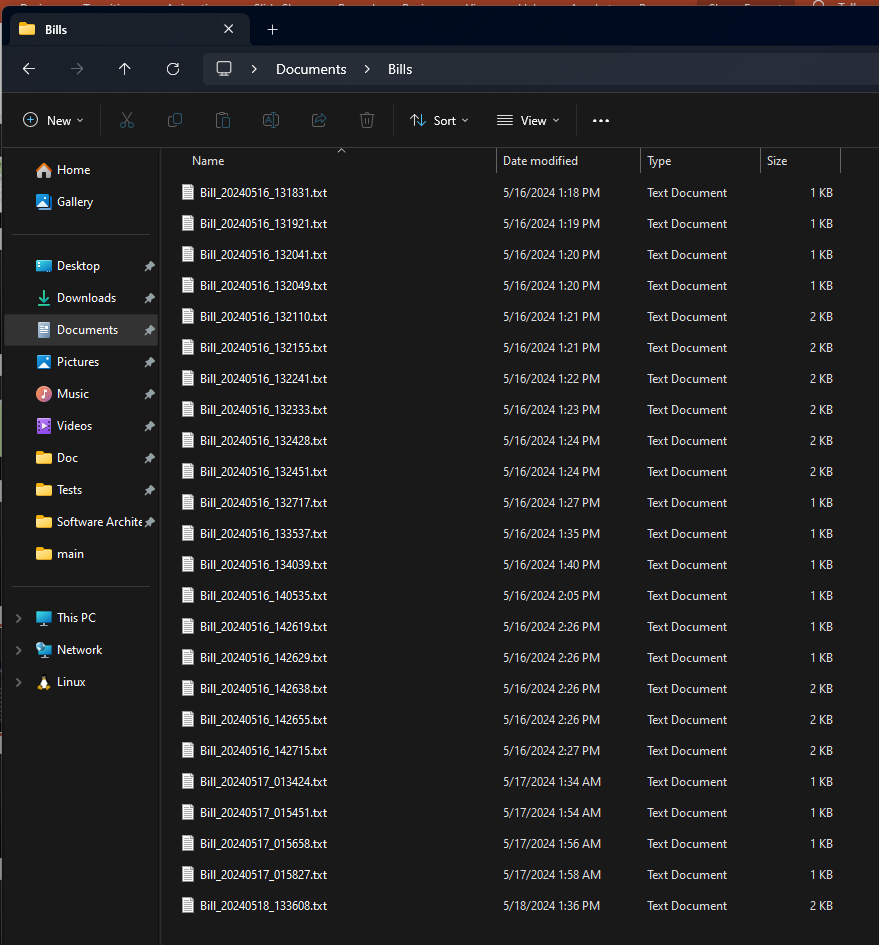 Bills
Documents > Bills
New Sort View
Name Date modified Type Size
Home
Gallery
Desktop
Downloads
Documents
Pictures
Music
Videos
Doc
Tests
Software Archite
main
This PC
Network
Linux
Bill_20240516_131831.txt 5/16/2024 1:18 PM Text Document 1 KB
Bill_20240516_131921.txt 5/16/2024 1:19 PM Text Document 1 KB
Bill_20240516_132041.txt 5/16/2024 1:20 PM Text Document 1 KB
Bill_20240516_132049.txt 5/16/2024 1:20 PM Text Document 1 KB
Bill_20240516_132110.txt 5/16/2024 1:21 PM Text Document 2 KB
Bill_20240516_132155.txt 5/16/2024 1:21 PM Text Document 2 KB
Bill_20240516_132241.txt 5/16/2024 1:22 PM Text Document 2 KB
Bill_20240516_132333.txt 5/16/2024 1:23 PM Text Document 2 KB
Bill_20240516_132428.txt 5/16/2024 1:24 PM Text Document 2 KB
Bill_20240516_132451.txt 5/16/2024 1:24 PM Text Document 2 KB
Bill_20240516_132717.txt 5/16/2024 1:27 PM Text Document 1 KB
Bill_20240516_133537.txt 5/16/2024 1:35 PM Text Document 1 KB
Bill_20240516_134039.txt 5/16/2024 1:40 PM Text Document 1 KB
Bill_20240516_140535.txt 5/16/2024 2:05 PM Text Document 1 KB
Bill_20240516_142619.txt 5/16/2024 2:26 PM Text Document 1 KB
Bill_20240516_142629.txt 5/16/2024 2:26 PM Text Document 1 KB
Bill_20240516_142638.txt 5/16/2024 2:26 PM Text Document 2 KB
Bill_20240516_142655.txt 5/16/2024 2:26 PM Text Document 2 KB
Bill_20240516_142715.txt 5/16/2024 2:27 PM Text Document 2 KB
Bill_20240517_013424.txt 5/17/2024 1:34 AM Text Document 1 KB
Bill_20240517_015451.txt 5/17/2024 1:54 AM Text Document 1 KB
Bill_20240517_015658.txt 5/17/2024 1:56 AM Text Document 1 KB
Bill_20240517_015827.txt 5/17/2024 1:58 AM Text Document 1 KB
Bill_20240518_133608.txt 5/18/2024 1:36 PM Text Document 2 KB